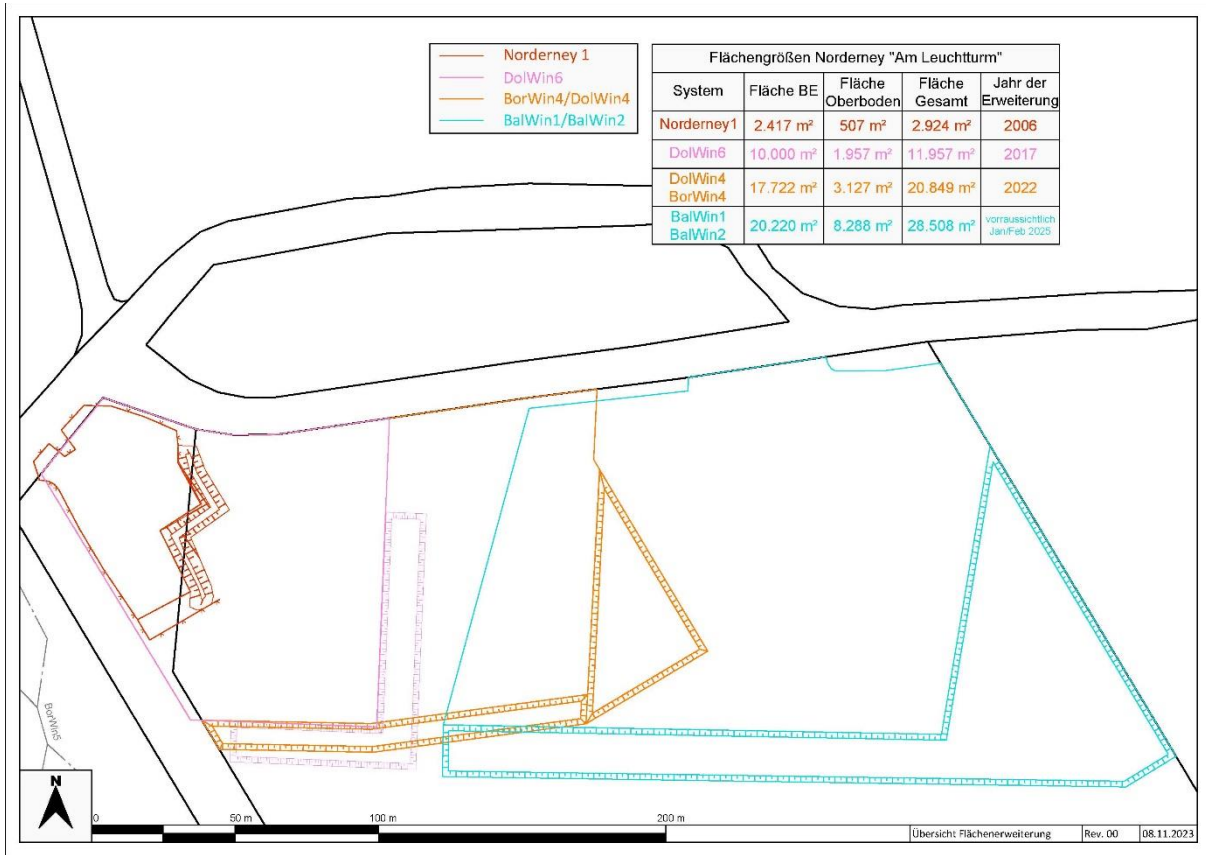 Norderney 1
DolWin6
BorWin4/DolWin4
BalWin1/BalWin2
Flächengrößen Norderney "Am Leuchtturm"
System Fläche BE Fläche Oberboden Fläche Gesamt Jahr der Erweiterung
Norderney1 2.417 m² 507 m² 2.924 m² 2006
DolWin6 10.000 m² 1.957 m² 11.957 m² 2017
DolWin4 BorWin4 17.722 m² 3.127 m² 20.849 m² 2022
BalWin1 BalWin2 20.220 m² 8.288 m² 28.508 m² vorraussichtlich Jan/Feb 2025
BorWin5
N
0 50 m 100 m 200 m
Übersicht Flächenerweiterung Rev. 00 08.11.2023